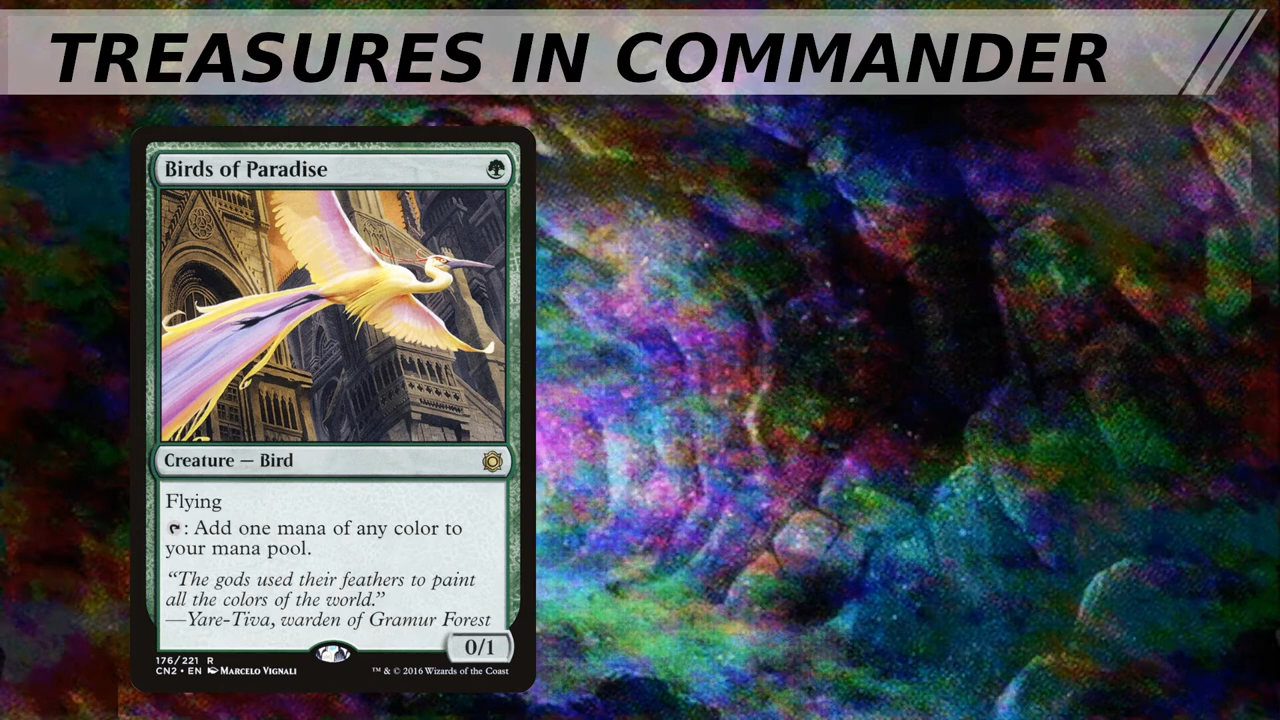 TREASURES IN COMMANDER
Birds of Paradise
Creature — Bird
Flying
: Add one mana of any color to
your mana pool.
“The gods used their feathers to paint
all the colors of the world.”
—Yare-Tiva, warden of Gramur Forest
0/1
176/221 R
CN2 • EN MARCELO VIGNALI
™ & © 2016 Wizards of the Coast